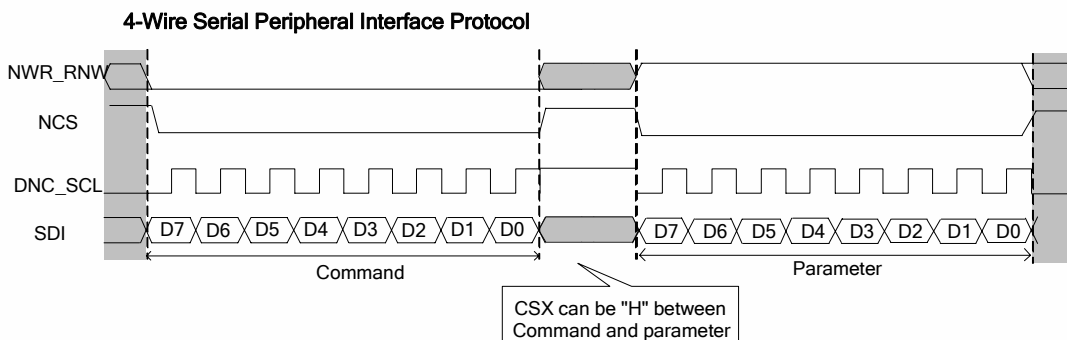 4-Wire Serial Peripheral Interface Protocol
NWR_RNW
NCS
DNC_SCL
SDI
D7 D6 D5 D4 D3 D2 D1 D0
D7 D6 D5 D4 D3 D2 D1 D0
Command
Parameter
CSX can be "H" between
Command and parameter